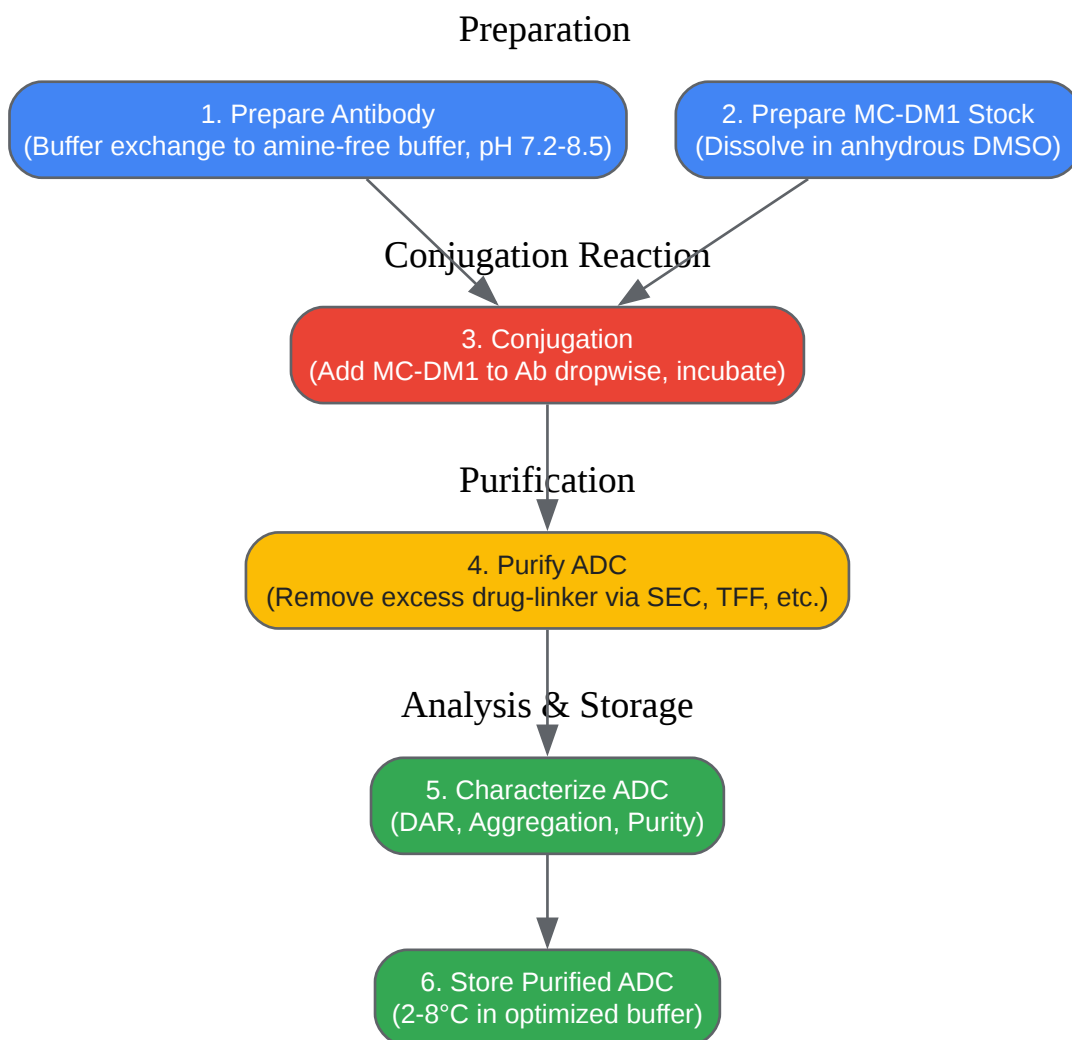 Preparation
1. Prepare Antibody
(Buffer exchange to amine-free buffer, pH 7.2-8.5)
2. Prepare MC-DM1 Stock
(Dissolve in anhydrous DMSO)
Conjugation Reaction
3. Conjugation
(Add MC-DM1 to Ab dropwise, incubate)
Purification
4. Purify ADC
(Remove excess drug-linker via SEC, TFF, etc.)
Analysis & Storage
5. Characterize ADC
(DAR, Aggregation, Purity)
6. Store Purified ADC
(2-8°C in optimized buffer)